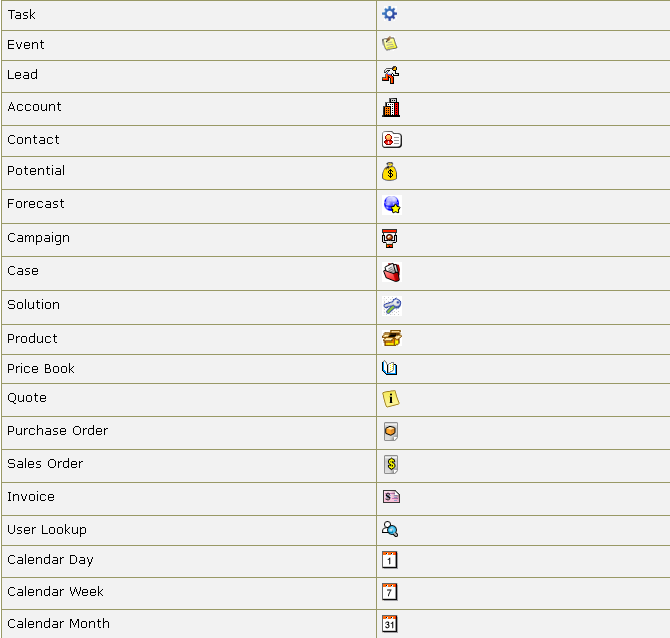 Task
Event
Lead
Account
Contact
Potential
$
Forecast
Campaign
Case
Solution
Product
Price Book
Quote
i
Purchase Order
Sales Order
$
Invoice
$
User Lookup
Calendar Day
1
Calendar Week
7
Calendar Month
31